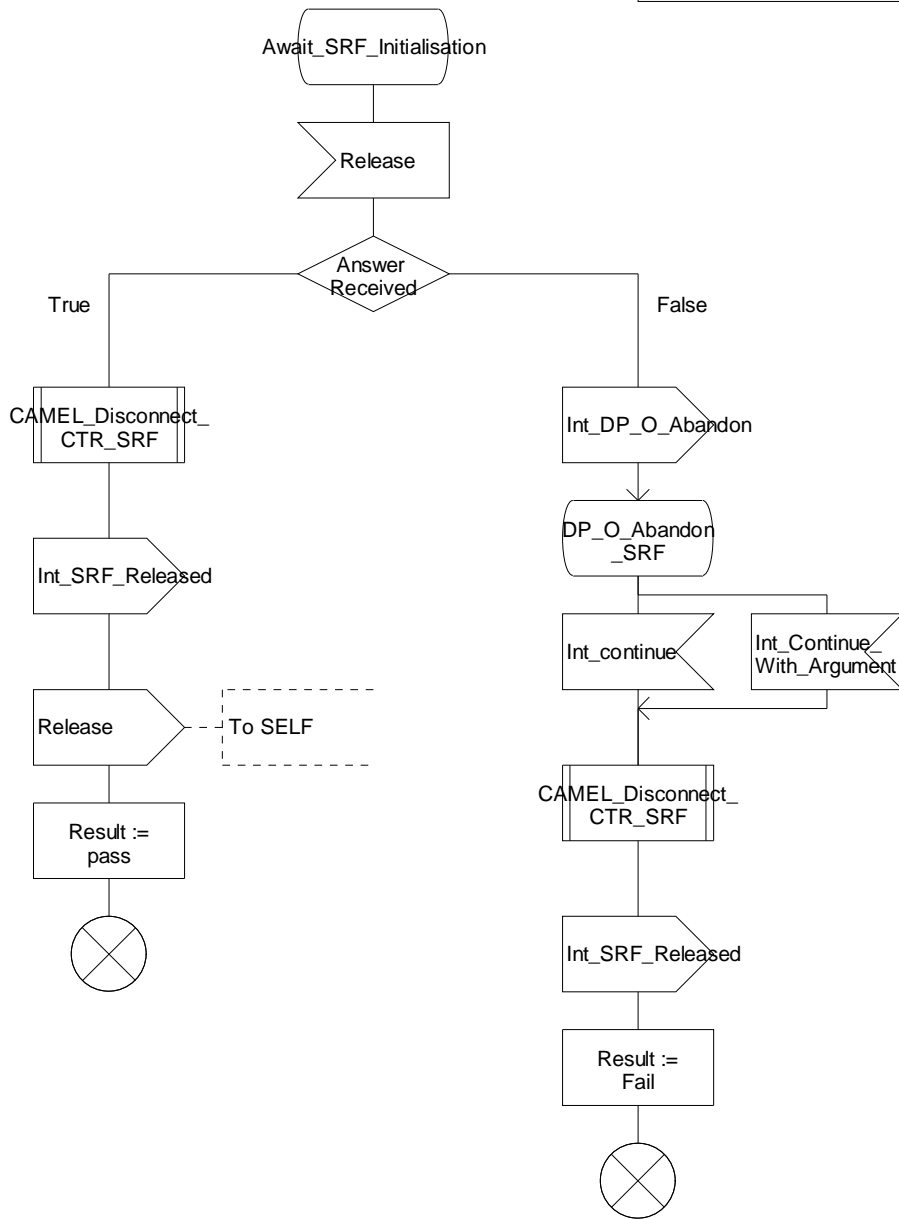 Await_SRF_Initialisation
Release
Answer
Received
True
False
CAMEL_Disconnect_
CTR_SRF
Int_DP_O_Abandon
DP_O_Abandon
_SRF
Int_SRF_Released
Int_continue
Int_Continue_
With_Argument
Release
To SELF
CAMEL_Disconnect_
CTR_SRF
Result :=
pass
Int_SRF_Released
Result :=
Fail